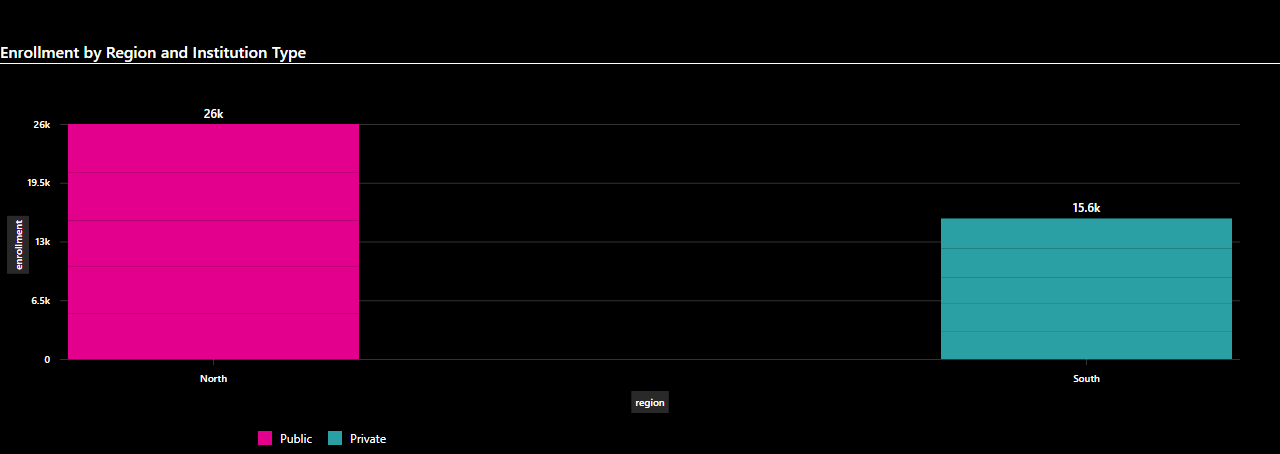 Enrollment by Region and Institution Type
26k
26k
19.5k
15.6k
enrollment
13k
6.5k
0
North
South
region
Public
Private